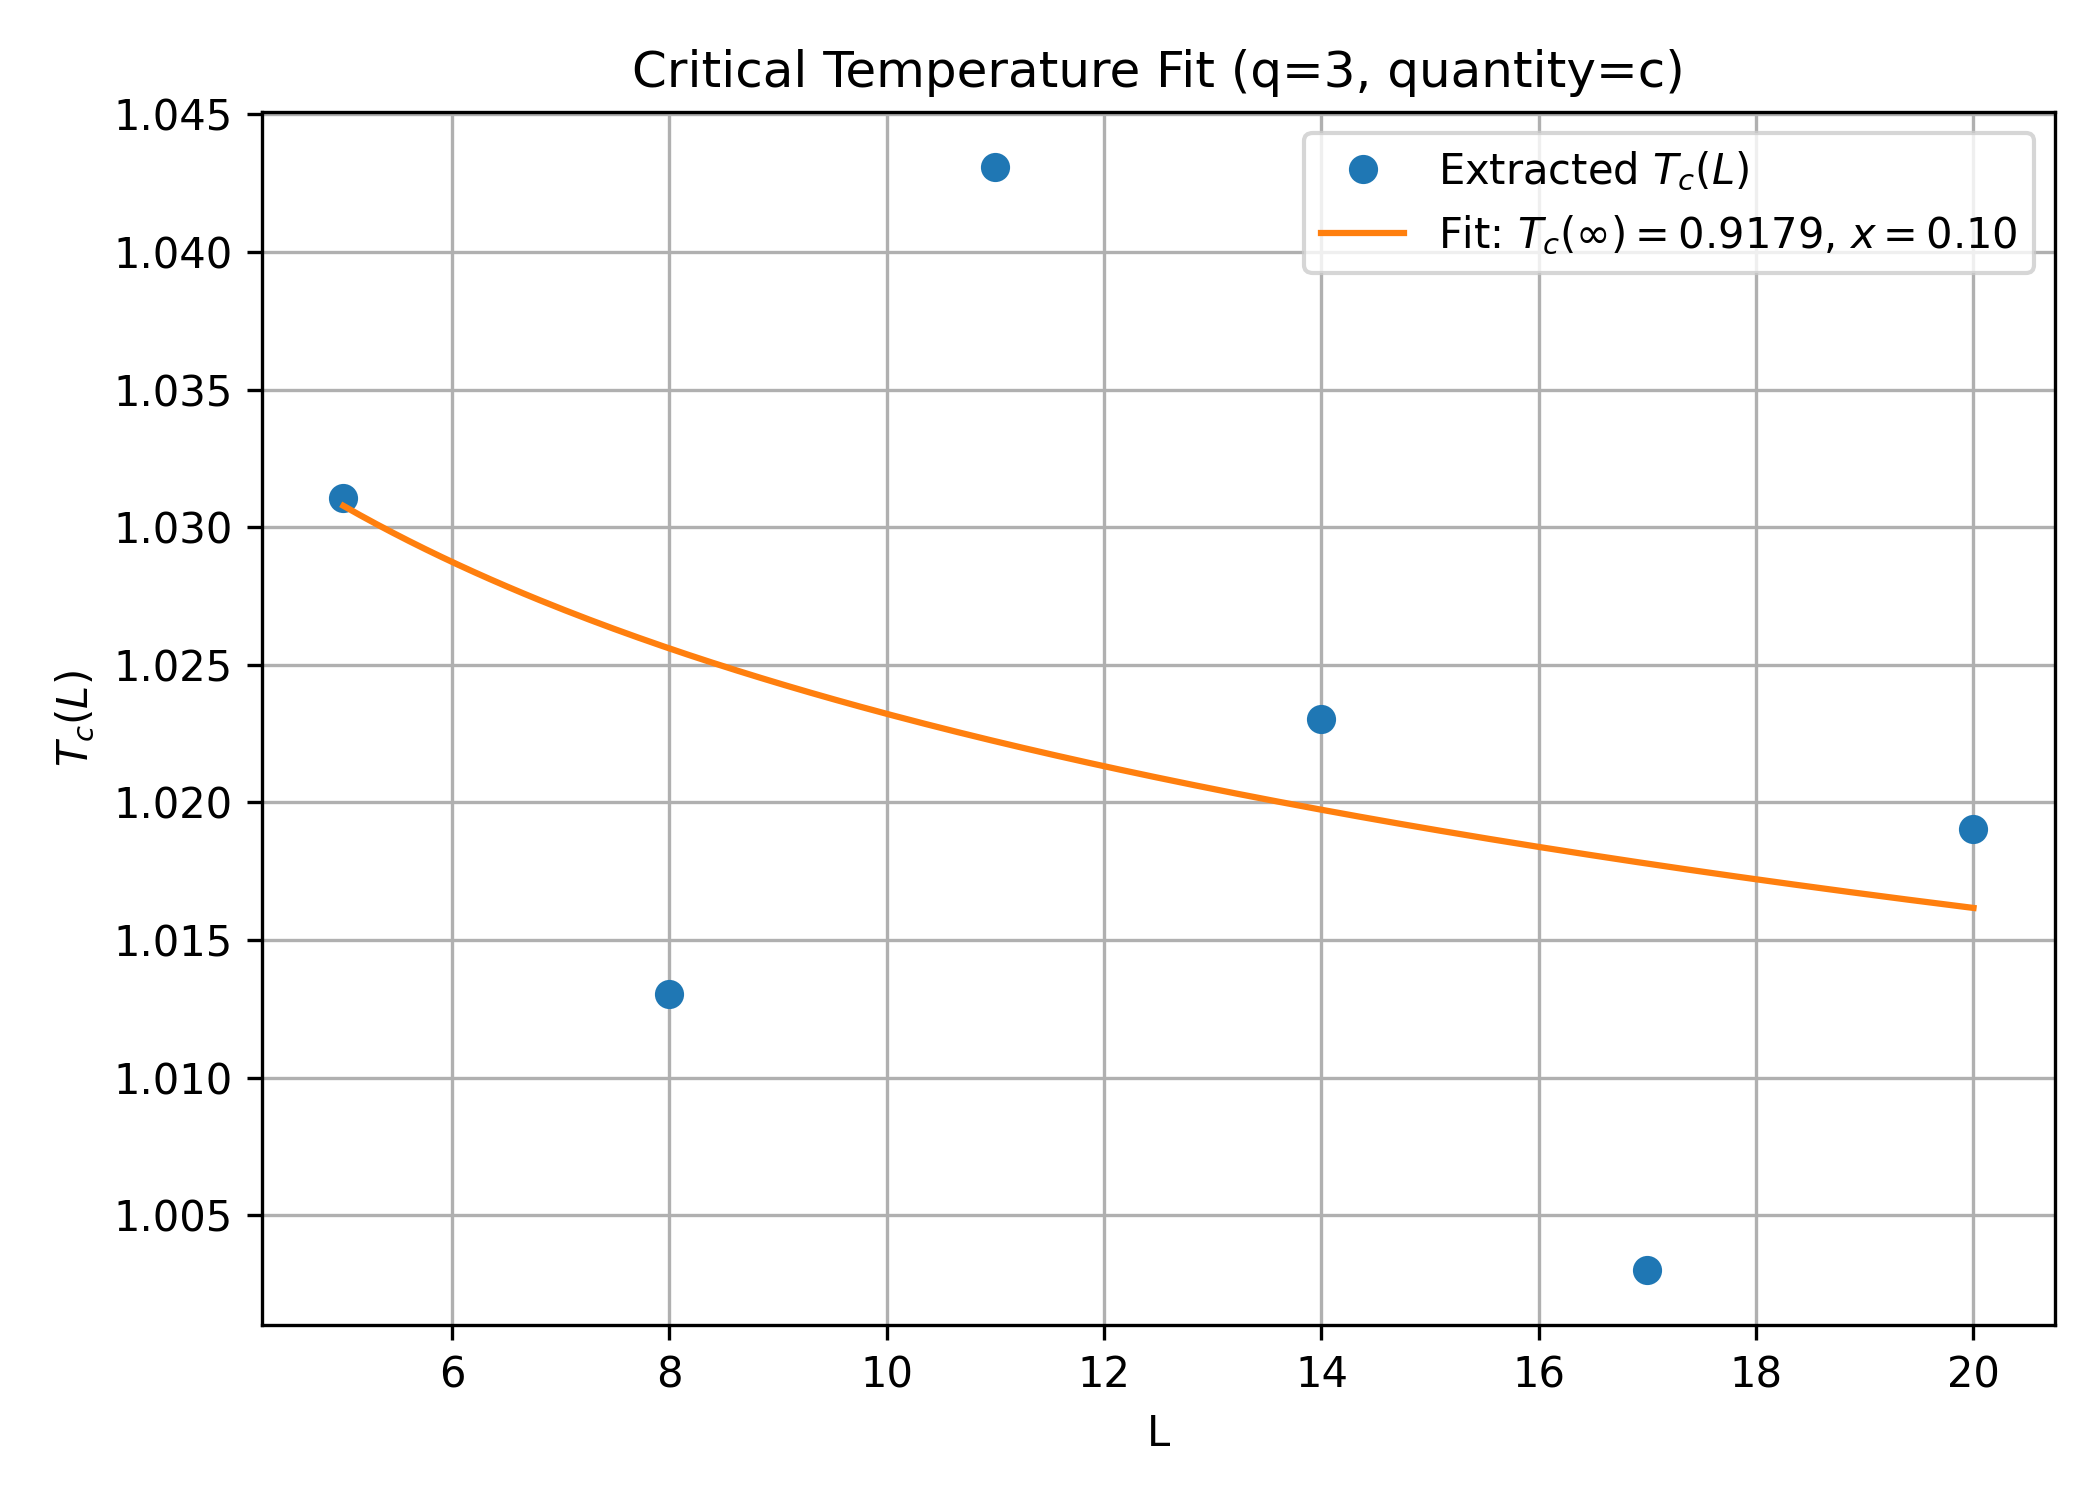 Critical Temperature Fit (q=3, quantity=c)
1.045
1.040
1.035
1.030
1.025
1.020
1.015
1.010
1.005
T_c(L)
Extracted T_c(L)
Fit: T_c(∞) = 0.9179, x = 0.10
6 8 10 12 14 16 18 20
L